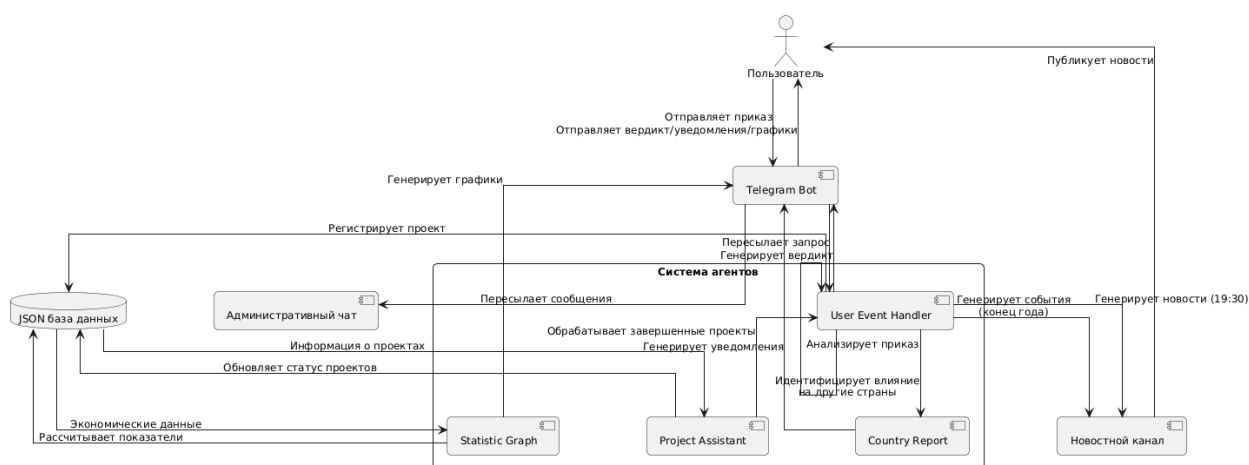 Пользователь
Публикует новости
Отправляет приказ
Отправляет вердикт/уведомления/графики
Генерирует графики
Telegram Bot
Регистрирует проект
Пересылает запрос
Генерирует вердикт
Система агентов
JSON база данных
Административный чат
Пересылает сообщения
User Event Handler
Генерирует события
(конец года)
Генерирует новости (19:30)
Обрабатывает завершенные проекты
Анализирует приказ
Информация о проектах
Генерирует уведомления
Обновляет статус проектов
Идентифицирует влияние
на другие страны
Экономические данные
Рассчитывает показатели
Statistic Graph
Project Assistant
Country Report
Новостной канал